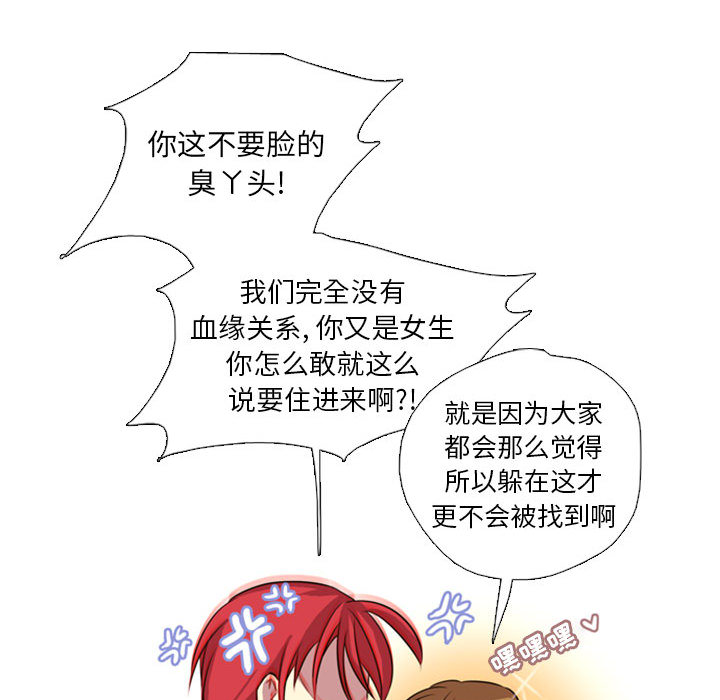 你这不要脸的
臭丫头!
我们完全没有
血缘关系,你又是女生
你怎么敢就这么
说要住进来啊?!
就是因为大家
都会那么觉得
所以躲在这才
更不会被找到啊
嘿嘿嘿♡